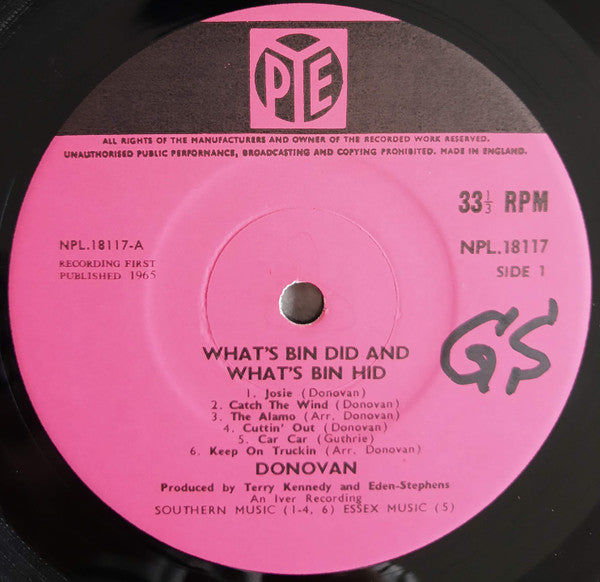 PYE
ALL RIGHTS OF THE MANUFACTURERS AND OWNER OF THE RECORDED WORK RESERVED.
UNAUTHORISED PUBLIC PERFORMANCE, BROADCASTING AND COPYING PROHIBITED. MADE IN ENGLAND.
33⅓ RPM
NPL.18117-A
RECORDING FIRST
PUBLISHED 1965
NPL.18117
SIDE 1
GS
WHAT'S BIN DID AND
WHAT'S BIN HID
1. Josie (Donovan)
2. Catch The Wind (Donovan)
3. The Alamo (Arr. Donovan)
4. Cuttin' Out (Donovan)
5. Car Car (Guthrie)
6. Keep On Truckin (Arr. Donovan)
DONOVAN
Produced by Terry Kennedy and Eden-Stephens
An Iver Recording
SOUTHERN MUSIC (1-4, 6) ESSEX MUSIC (5)